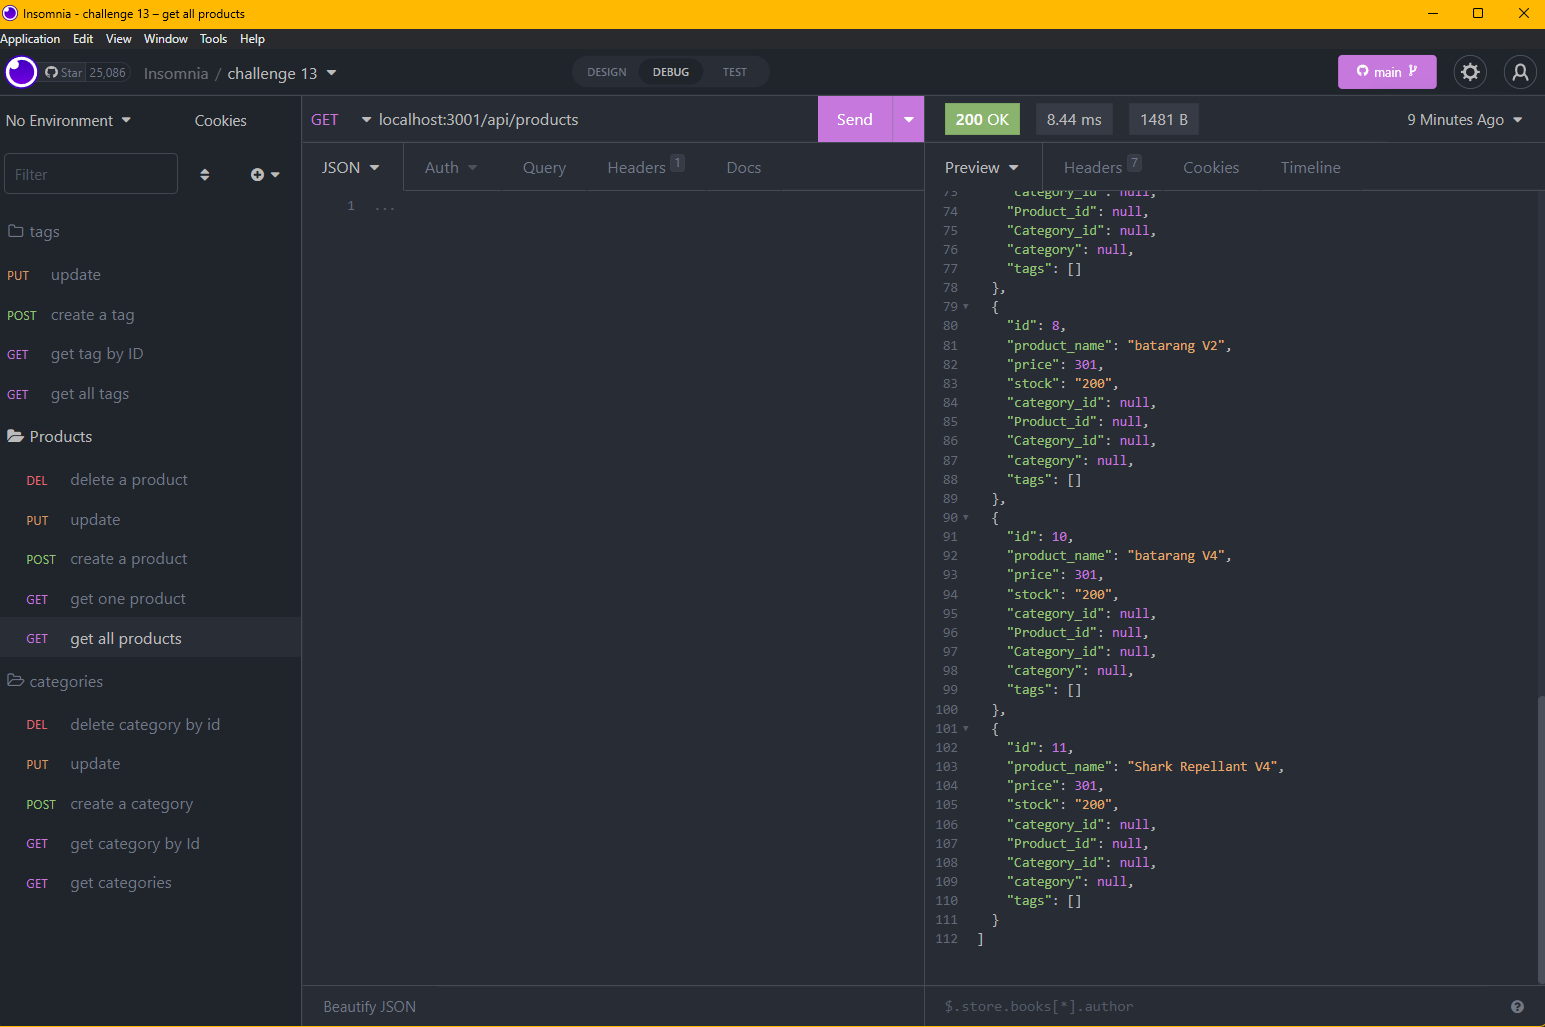 Insomnia - challenge 13 – get all products
Application Edit View Window Tools Help
Star 25,086 Insomnia / challenge 13
DESIGN DEBUG TEST
main
No Environment Cookies
Filter
tags
PUT update
POST create a tag
GET get tag by ID
GET get all tags
Products
DEL delete a product
PUT update
POST create a product
GET get one product
GET get all products
categories
DEL delete category by id
PUT update
POST create a category
GET get category by Id
GET get categories
GET localhost:3001/api/products Send
JSON Auth Query Headers 1 Docs
1 ...
Beautify JSON
200 OK 8.44 ms 1481 B 9 Minutes Ago
Preview Headers 7 Cookies Timeline
73 "category_id": null,
74 "Product_id": null,
75 "Category_id": null,
76 "category": null,
77 "tags": []
78 },
79 {
80 "id": 8,
81 "product_name": "batarang V2",
82 "price": 301,
83 "stock": "200",
84 "category_id": null,
85 "Product_id": null,
86 "Category_id": null,
87 "category": null,
88 "tags": []
89 },
90 {
91 "id": 10,
92 "product_name": "batarang V4",
93 "price": 301,
94 "stock": "200",
95 "category_id": null,
96 "Product_id": null,
97 "Category_id": null,
98 "category": null,
99 "tags": []
100 },
101 {
102 "id": 11,
103 "product_name": "Shark Repellant V4",
104 "price": 301,
105 "stock": "200",
106 "category_id": null,
107 "Product_id": null,
108 "Category_id": null,
109 "category": null,
110 "tags": []
111 }
112 ]
$.store.books[*].author